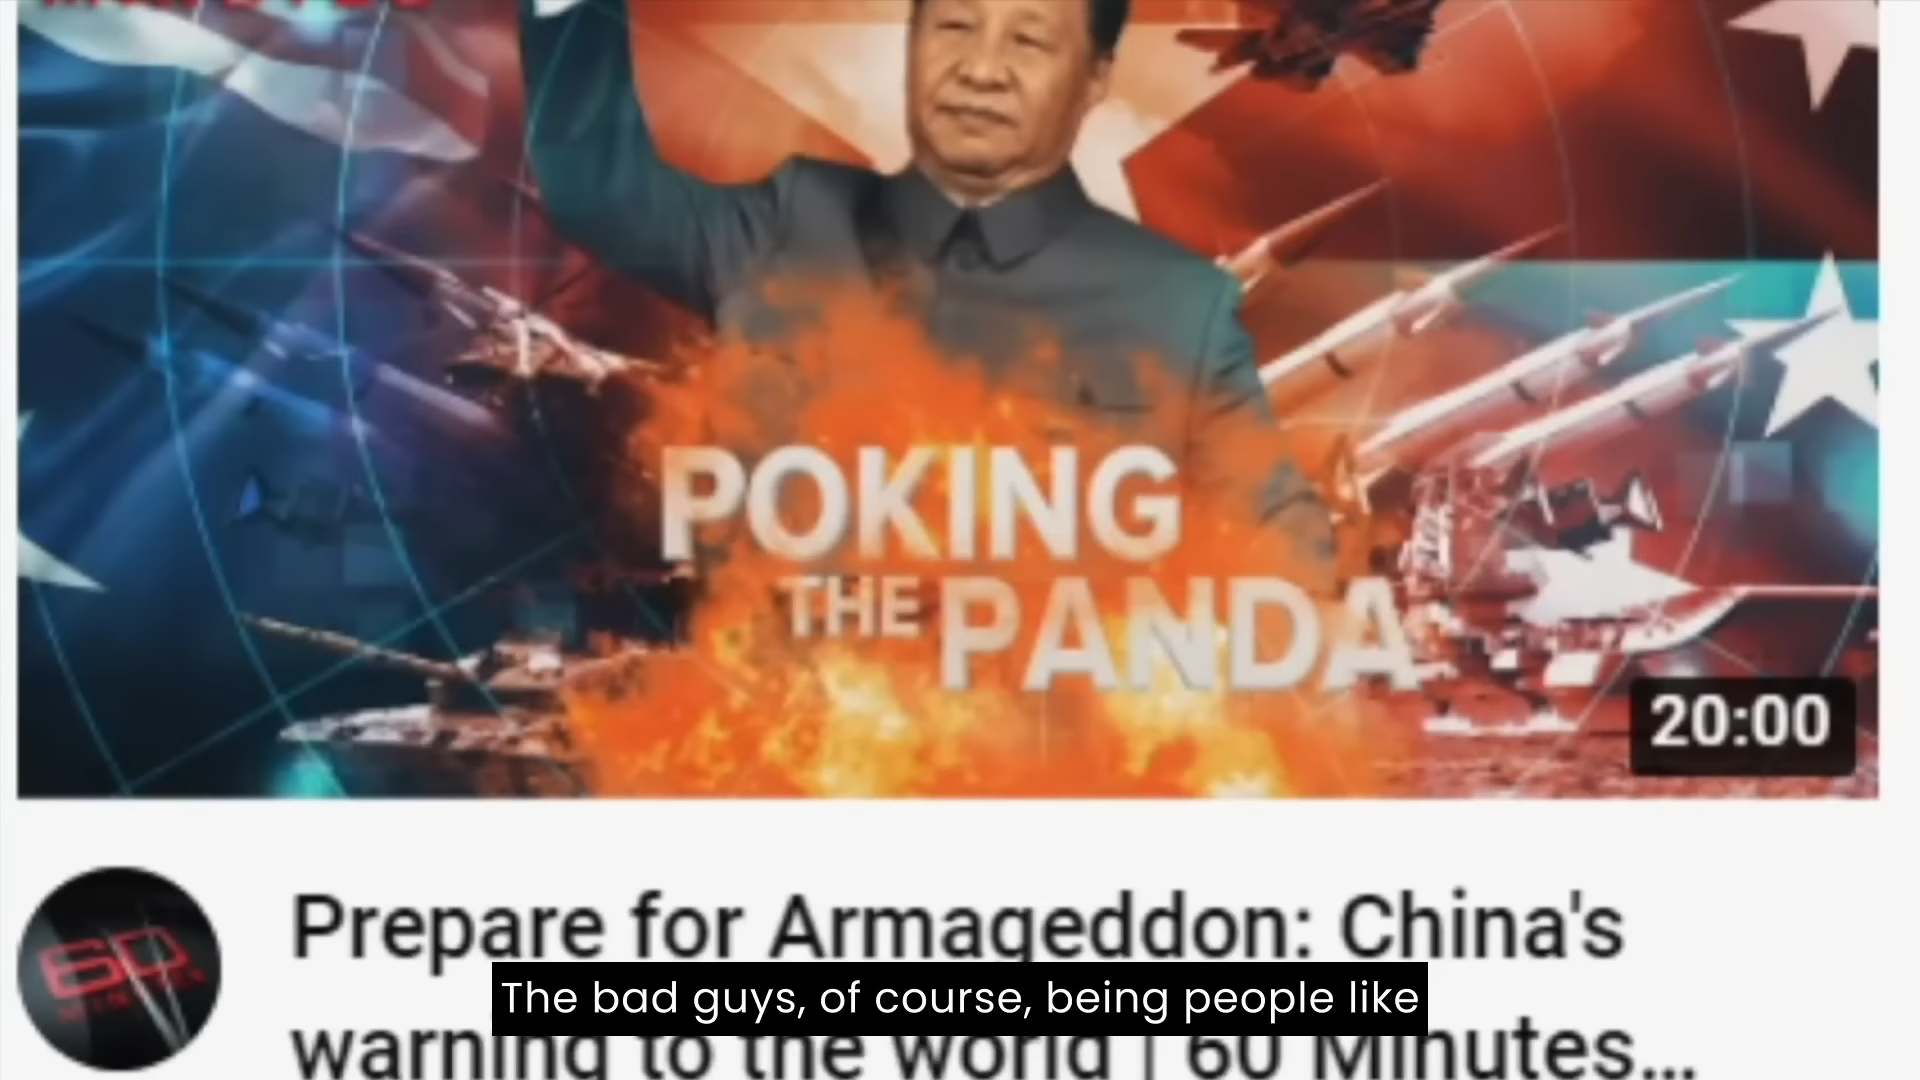 POKING
THE PANDA
20:00
60
Prepare for Armageddon: China's
The bad guys, of course, being people like
warning to the world | 60 Minutes...